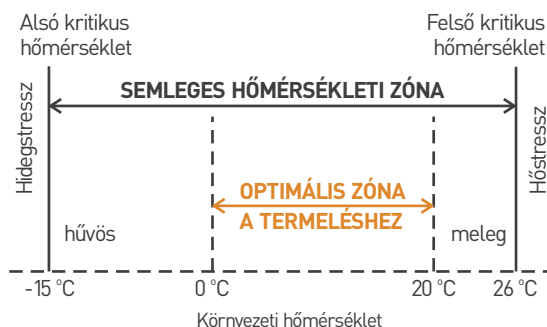 Alsó kritikus
hőmérséklet
Felső kritikus
hőmérséklet
SEMLEGES HŐMÉRSÉKLETI ZÓNA
Hidegstressz
Hőstressz
OPTIMÁLIS ZÓNA
A TERMELÉSHEZ
hűvös
meleg
-15 °C
0 °C
20 °C
26 °C
Környezeti hőmérséklet